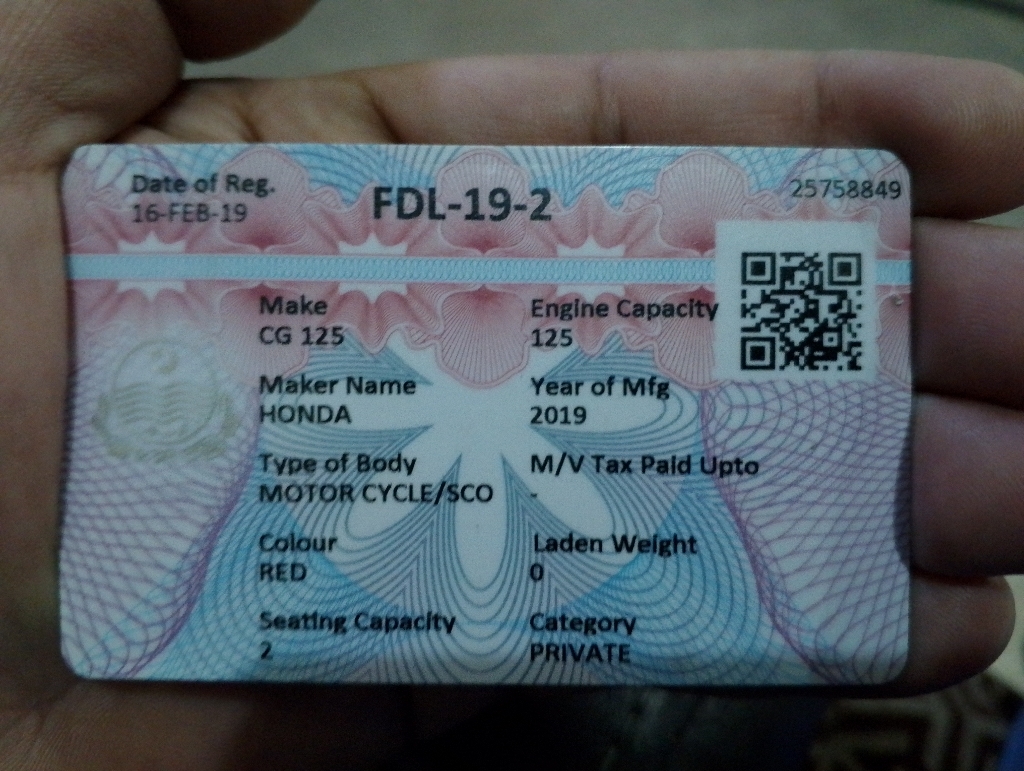 Date of Reg.
16-FEB-19
FDL-19-2
25758849
Make
CG 125
Engine Capacity
125
Maker Name
HONDA
Year of Mfg
2019
Type of Body
MOTOR CYCLE/SCO
M/V Tax Paid Upto
-
Colour
RED
Laden Weight
0
Seating Capacity
2
Category
PRIVATE